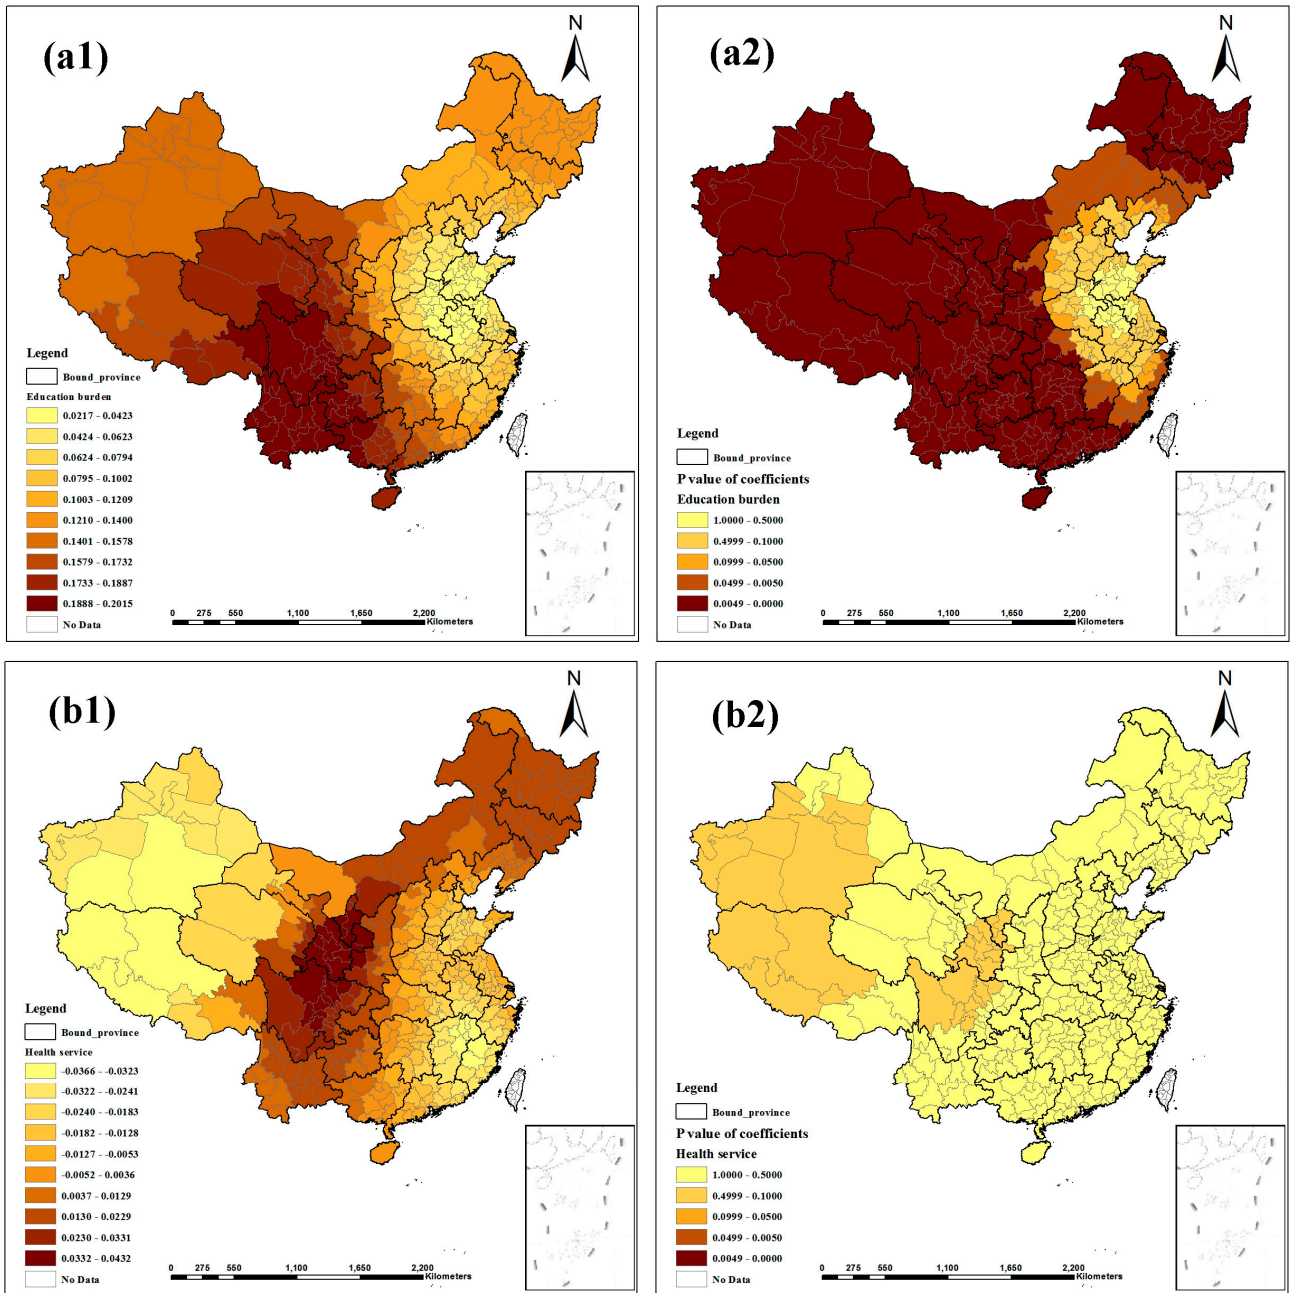 (a1)
N
Legend
Bound_province
Education burden
0.0217 - 0.0423
0.0424 - 0.0623
0.0624 - 0.0794
0.0795 - 0.1002
0.1003 - 0.1209
0.1210 - 0.1400
0.1401 - 0.1578
0.1579 - 0.1732
0.1733 - 0.1887
0.1888 - 0.2015
No Data
0 275 550 1,100 1,650 2,200
Kilometers
(a2)
N
Legend
Bound_province
P value of coefficients
Education burden
1.0000 - 0.5000
0.4999 - 0.1000
0.0999 - 0.0500
0.0499 - 0.0050
0.0049 - 0.0000
No Data
0 275 550 1,100 1,650 2,200
Kilometers
(b1)
N
Legend
Bound_province
Health service
-0.0366 - -0.0323
-0.0322 - -0.0241
-0.0240 - -0.0183
-0.0182 - -0.0128
-0.0127 - -0.0053
-0.0052 - 0.0036
0.0037 - 0.0129
0.0130 - 0.0229
0.0230 - 0.0331
0.0332 - 0.0432
No Data
0 275 550 1,100 1,650 2,200
Kilometers
(b2)
N
Legend
Bound_province
P value of coefficients
Health service
1.0000 - 0.5000
0.4999 - 0.1000
0.0999 - 0.0500
0.0499 - 0.0050
0.0049 - 0.0000
No Data
0 275 550 1,100 1,650 2,200
Kilometers